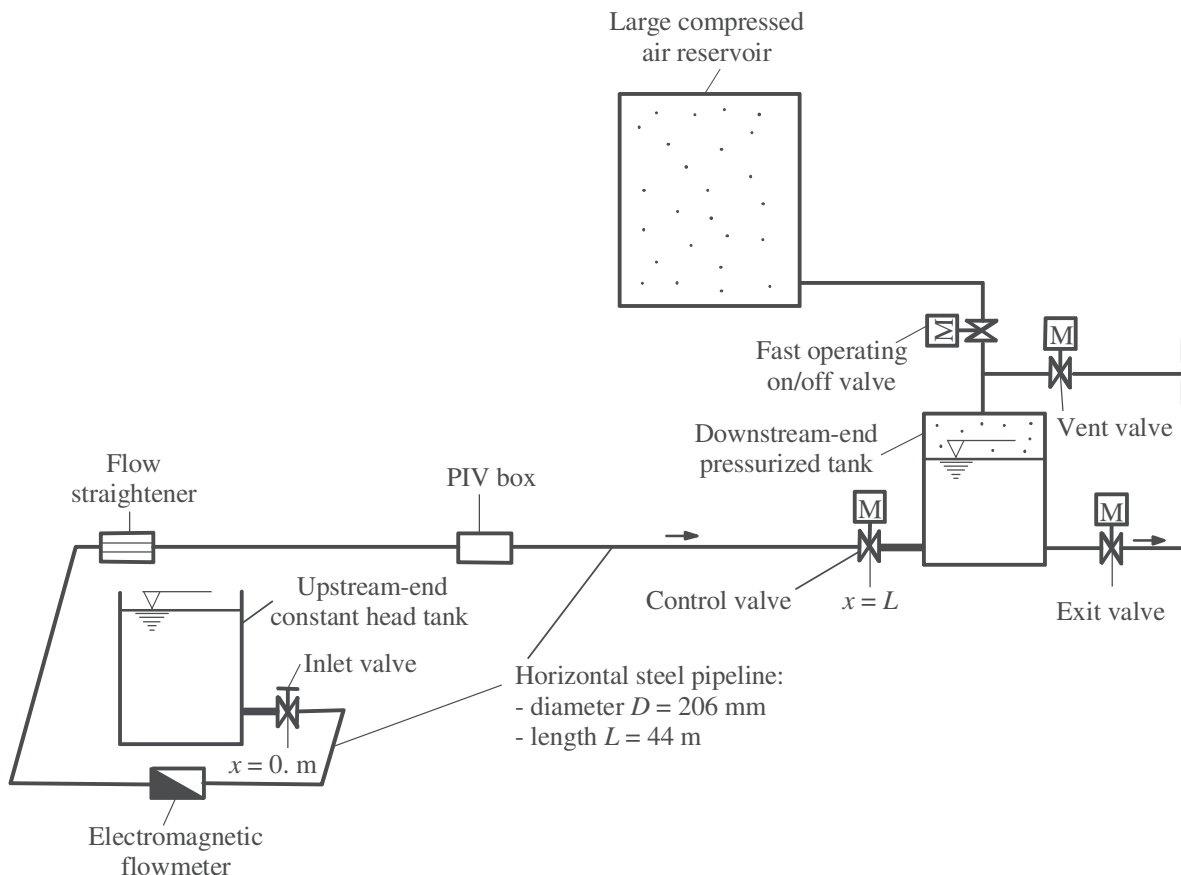 Large compressed
air reservoir
M
Fast operating
on/off valve
M
Vent valve
Downstream-end
pressurized tank
Flow
straightener
PIV box
M
M
Control valve
x = L
Exit valve
Upstream-end
constant head tank
Inlet valve
x = 0. m
Horizontal steel pipeline:
- diameter D = 206 mm
- length L = 44 m
Electromagnetic
flowmeter